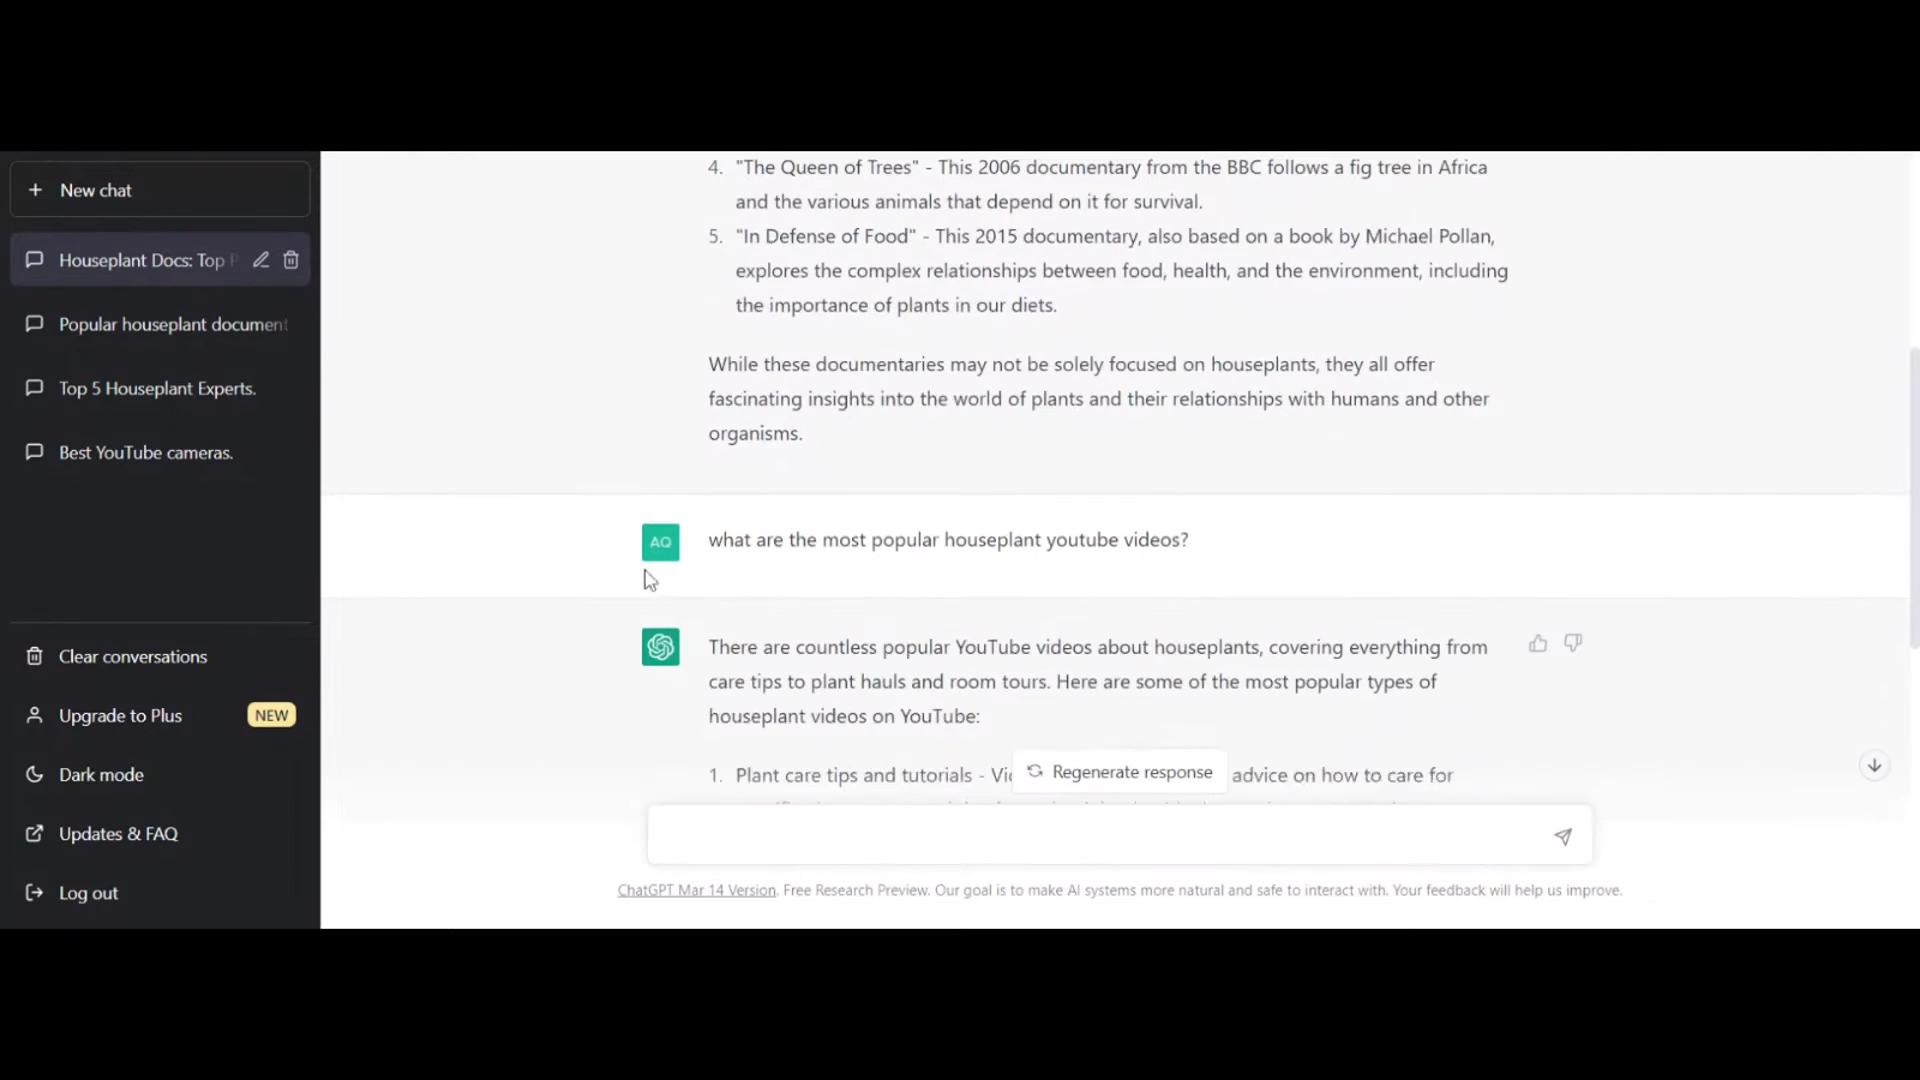 New chat
Houseplant Docs: Top
Popular houseplant document
Top 5 Houseplant Experts.
Best YouTube cameras.
Clear conversations
Upgrade to Plus NEW
Dark mode
Updates & FAQ
Log out
4. "The Queen of Trees" - This 2006 documentary from the BBC follows a fig tree in Africa
and the various animals that depend on it for survival.
5. "In Defense of Food" - This 2015 documentary, also based on a book by Michael Pollan,
explores the complex relationships between food, health, and the environment, including
the importance of plants in our diets.
While these documentaries may not be solely focused on houseplants, they all offer
fascinating insights into the world of plants and their relationships with humans and other
organisms.
AQ
what are the most popular houseplant youtube videos?
There are countless popular YouTube videos about houseplants, covering everything from
care tips to plant hauls and room tours. Here are some of the most popular types of
houseplant videos on YouTube:
1. Plant care tips and tutorials - advice on how to care for
Regenerate response
ChatGPT Mar 14 Version. Free Research Preview. Our goal is to make AI systems more natural and safe to interact with. Your feedback will help us improve.